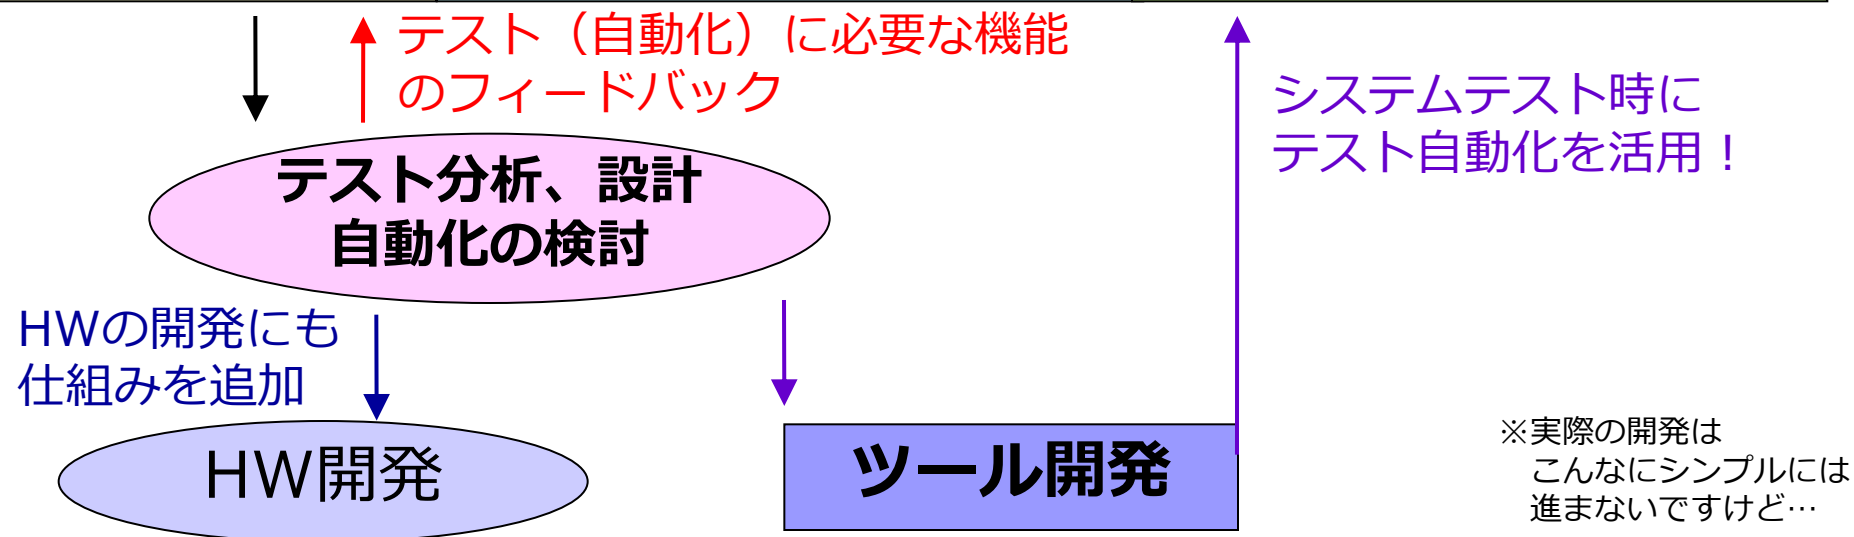 テスト（自動化）に必要な機能
のフィードバック
システムテスト時に
テスト自動化を活用！
テスト分析、設計
自動化の検討
HWの開発にも
仕組みを追加
HW開発
ツール開発
※実際の開発は
こんなにシンプルには
進まないですけど…